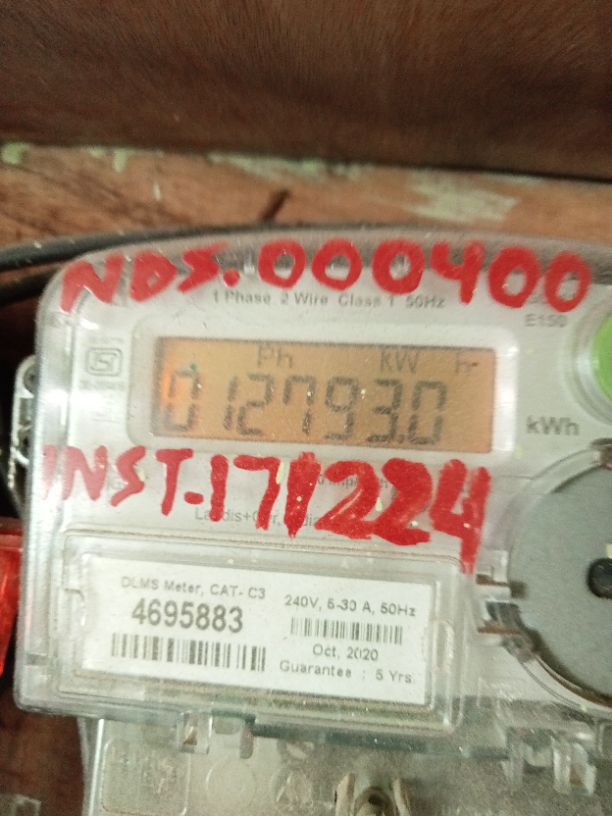 NDS.000400
1 Phase 2 Wire Class 1 50Hz
E150
Ph kW h
012793.0
kWh
INST-171224
DLMS Meter, CAT- C3
4695883
240V, 5-30 A, 50Hz
Oct, 2020
Guarantee : 5 Yrs